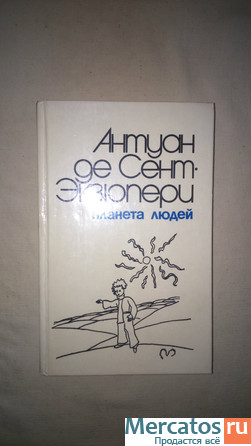 Антуан
де Сент-
Экзюпери
планета людей
Mercatos.ru
Продастся всё